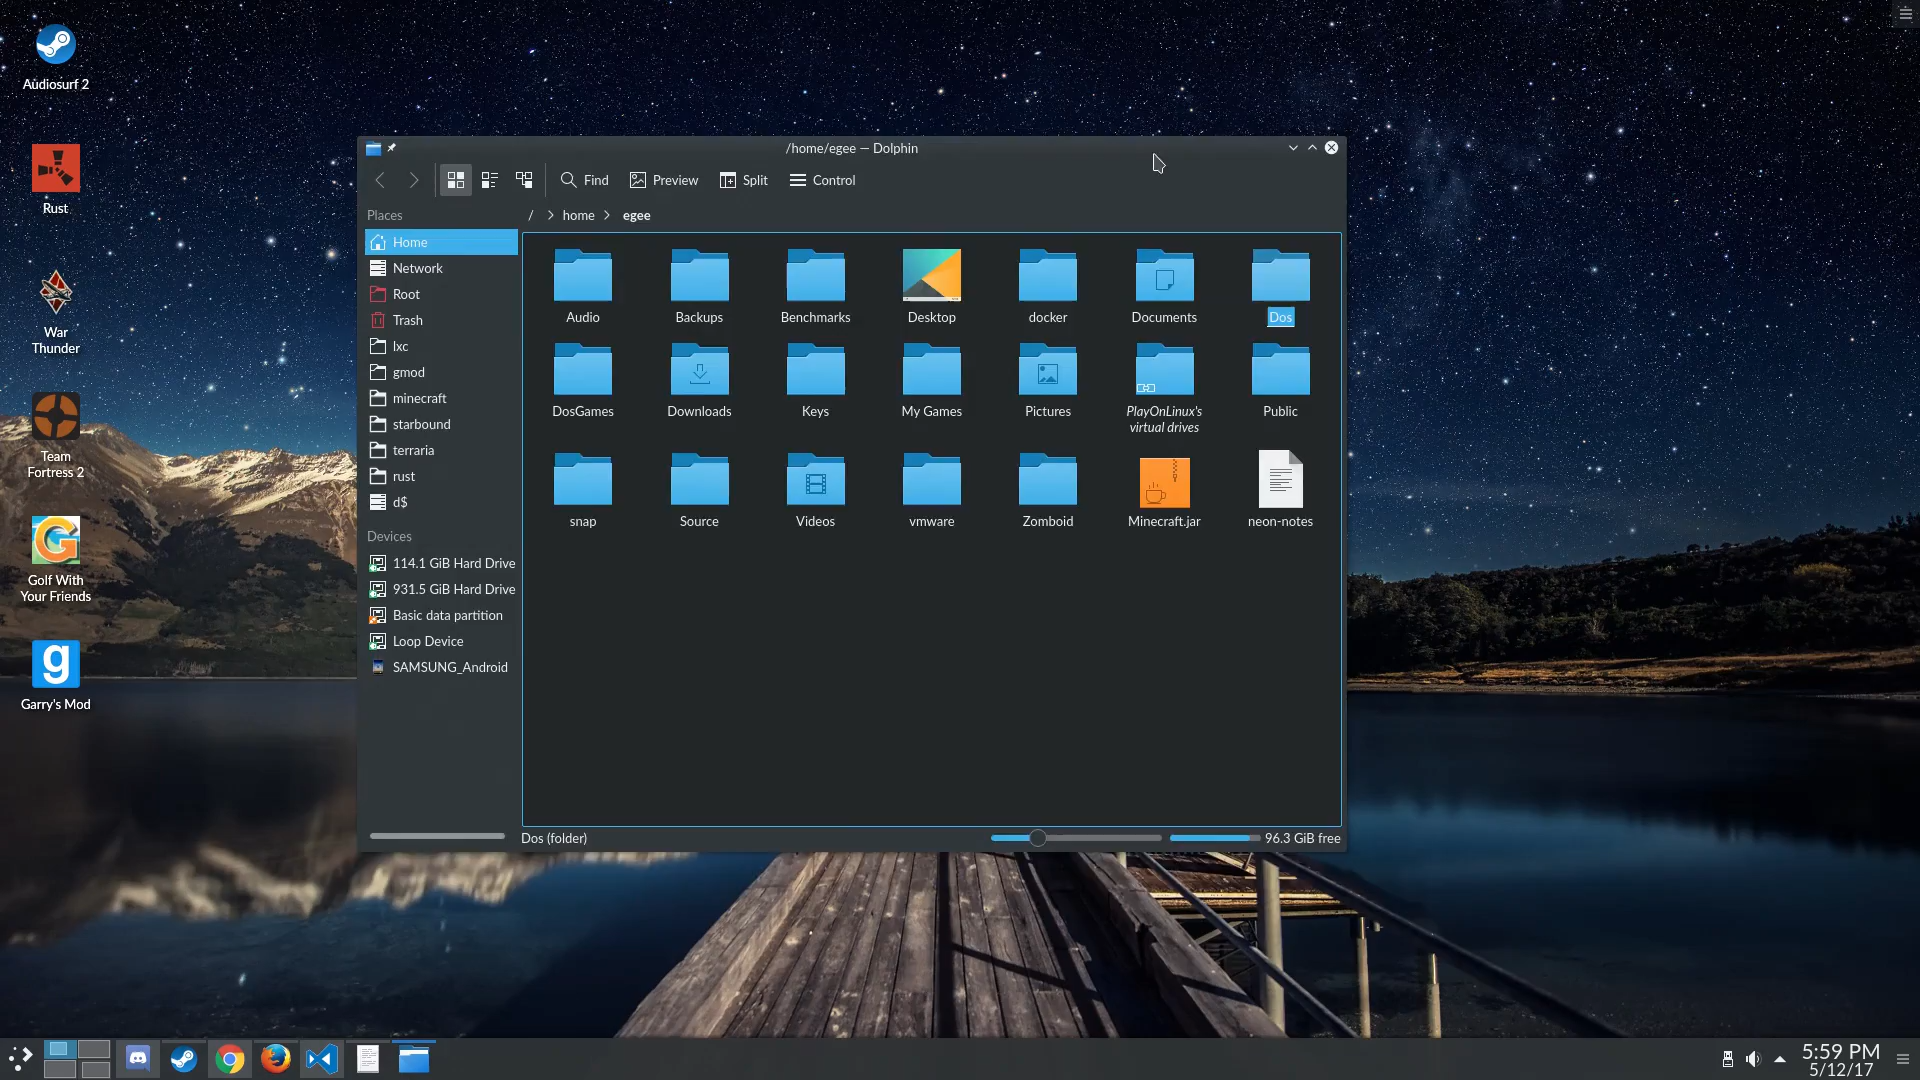 Audiosurf 2
Rust
War
Thunder
Team
Fortress 2
Golf With
Your Friends
g
Garry's Mod
/home/egee — Dolphin
Find
Preview
Split
Control
Places
/ > home > egee
Home
Network
Root
Trash
lxc
gmod
minecraft
starbound
terraria
rust
d$
Devices
114.1 GiB Hard Drive
931.5 GiB Hard Drive
Basic data partition
Loop Device
SAMSUNG_Android
Audio
Backups
Benchmarks
Desktop
docker
Documents
Dos
DosGames
Downloads
Keys
My Games
Pictures
PlayOnLinux's
virtual drives
Public
snap
Source
Videos
vmware
Zomboid
Minecraft.jar
neon-notes
Dos (folder)
96.3 GiB free
5:59 PM
5/12/17